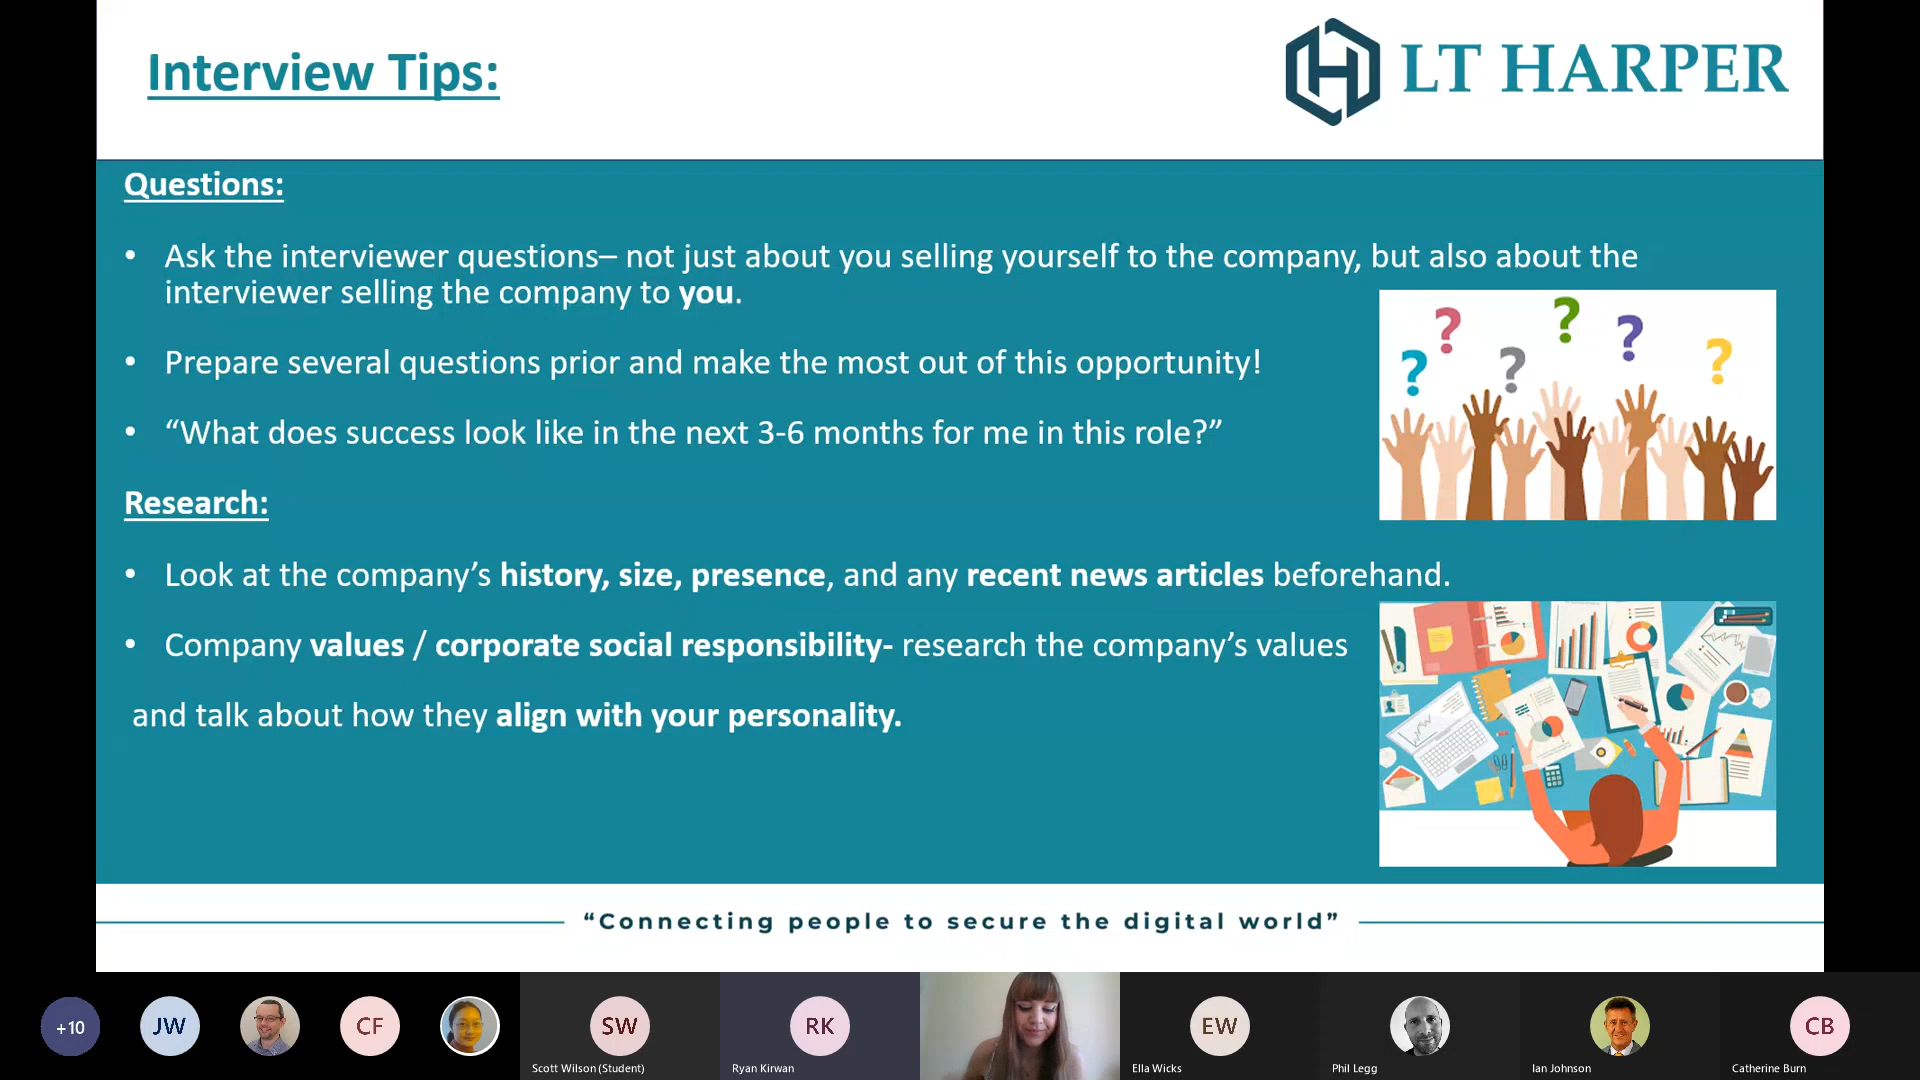 Interview Tips:
LT HARPER
Questions:
• Ask the interviewer questions– not just about you selling yourself to the company, but also about the
interviewer selling the company to you.
• Prepare several questions prior and make the most out of this opportunity!
• “What does success look like in the next 3-6 months for me in this role?”
? ? ? ? ? ?
Research:
• Look at the company’s history, size, presence, and any recent news articles beforehand.
• Company values / corporate social responsibility- research the company’s values
and talk about how they align with your personality.
“Connecting people to secure the digital world”
+10
JW
CF
SW
RK
EW
CB
Scott Wilson (Student)
Ryan Kirwan
Ella Wicks
Phil Legg
Ian Johnson
Catherine Burn